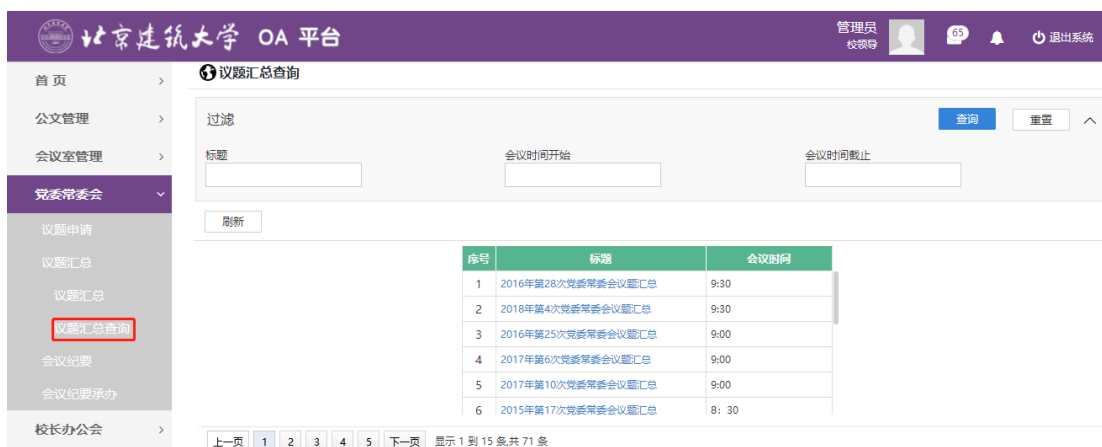 北京建筑大学 OA 平台
管理员
校领导
65
退出系统
首页
公文管理
会议室管理
党委常委会
议题申请
议题汇总
议题汇总
议题汇总查询
会议纪要
会议纪要承办
校长办公会
议题汇总查询
过滤
查询 重置
标题 会议时间开始 会议时间截止
刷新
序号 标题 会议时间
1 2016年第28次党委常委会议题汇总 9:30
2 2018年第4次党委常委会议题汇总 9:30
3 2016年第25次党委常委会议题汇总 9:00
4 2017年第6次党委常委会议题汇总 9:00
5 2017年第10次党委常委会议题汇总 9:00
6 2015年第17次党委常委会议题汇总 8：30
上一页 1 2 3 4 5 下一页 显示 1 到 15 条,共 71 条